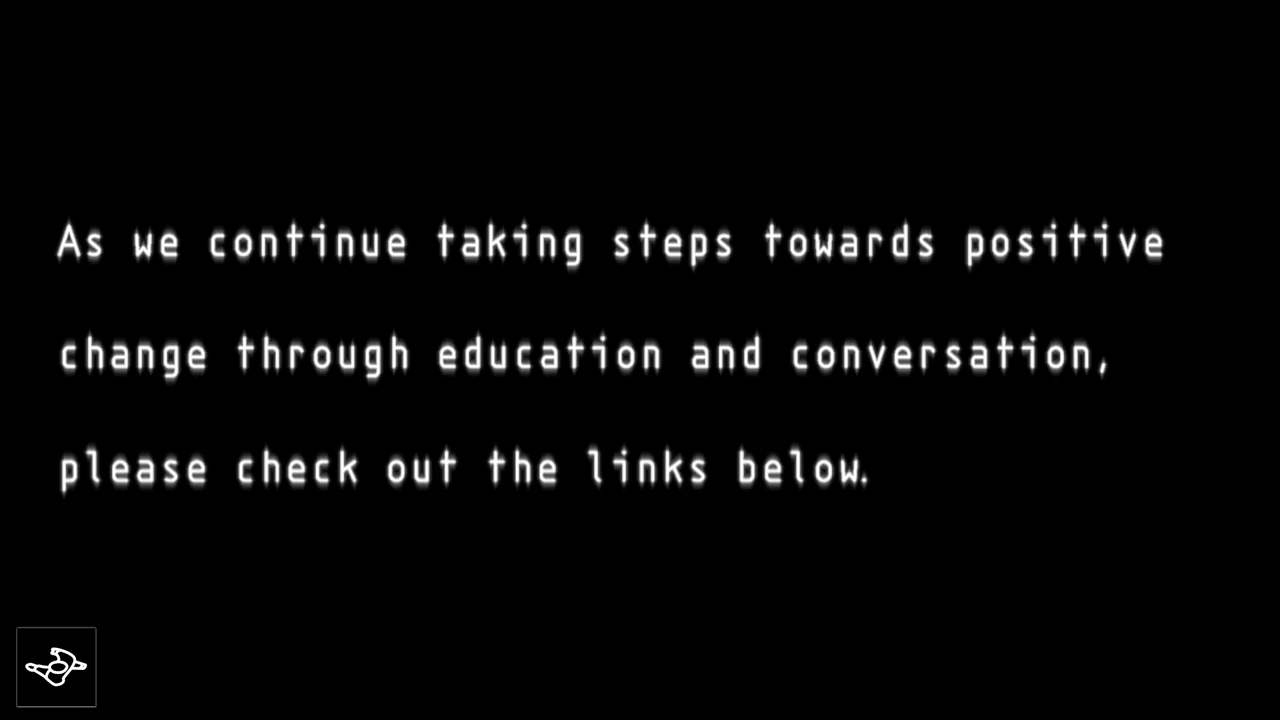 As we continue taking steps towards positive
change through education and conversation,
please check out the links below.